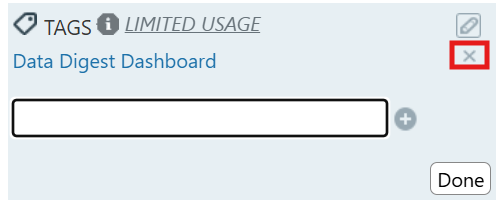 TAGS LIMITED USAGE
Data Digest Dashboard
Done